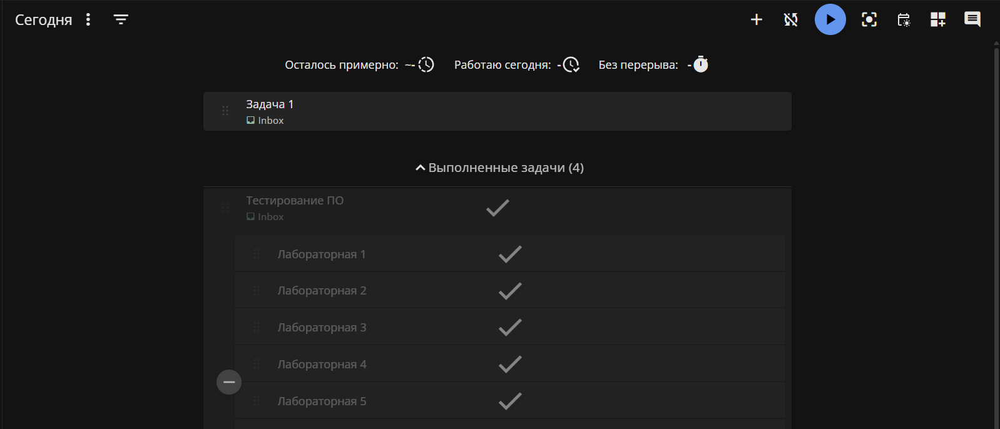 Сегодня
Осталось примерно: ~- Работаю сегодня: - Без перерыва: -
Задача 1
Inbox
Выполненные задачи (4)
Тестирование ПО
Inbox
Лабораторная 1
Лабораторная 2
Лабораторная 3
Лабораторная 4
Лабораторная 5